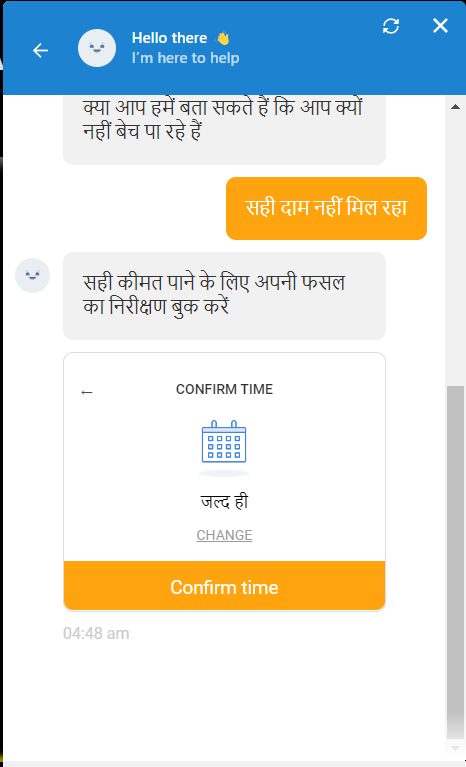 Hello there 👋
I'm here to help
क्या आप हमें बता सकते हैं कि आप क्यों
नहीं बेच पा रहे हैं
सही दाम नहीं मिल रहा
सही कीमत पाने के लिए अपनी फसल
का निरीक्षण बुक करें
← CONFIRM TIME
जल्द ही
CHANGE
Confirm time
04:48 am